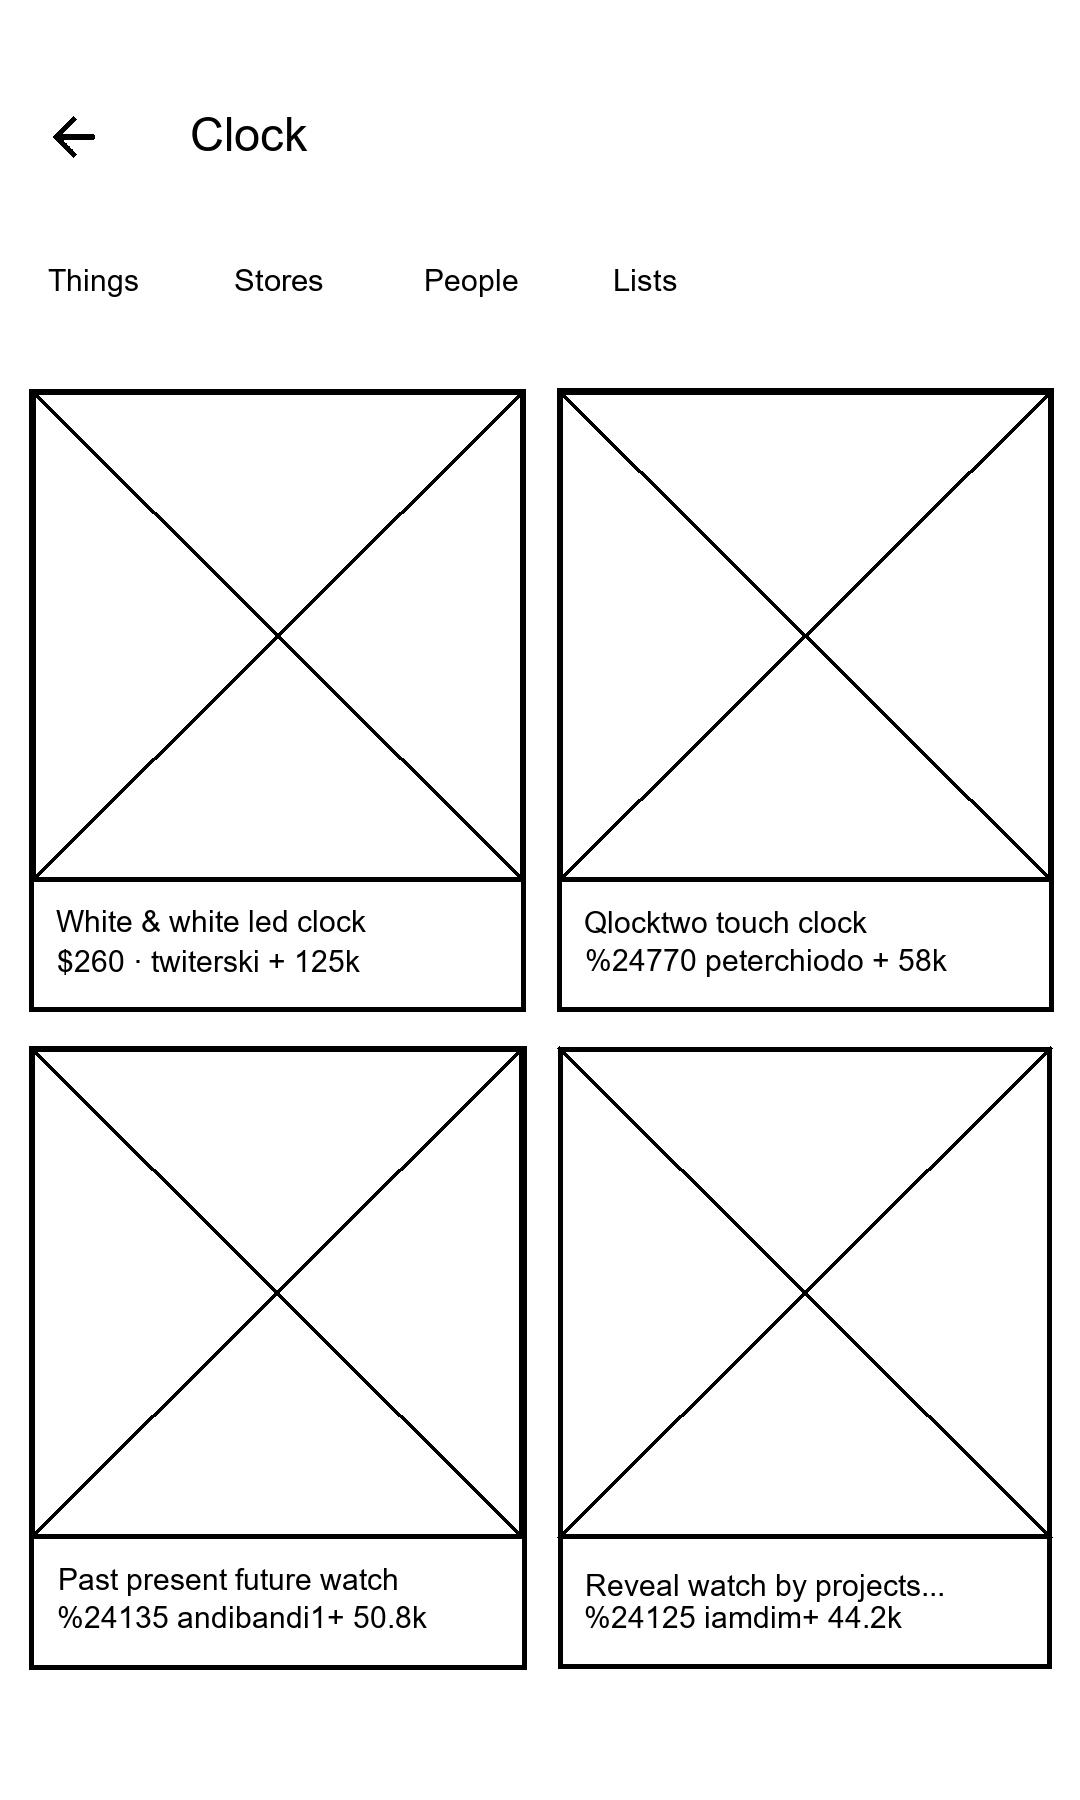 Clock
Things Stores People Lists
White & white led clock
$260 · twiterski + 125k
Qlocktwo touch clock
%24770 peterchiodo + 58k
Past present future watch
%24135 andibandi1+ 50.8k
Reveal watch by projects...
%24125 iamdim+ 44.2k